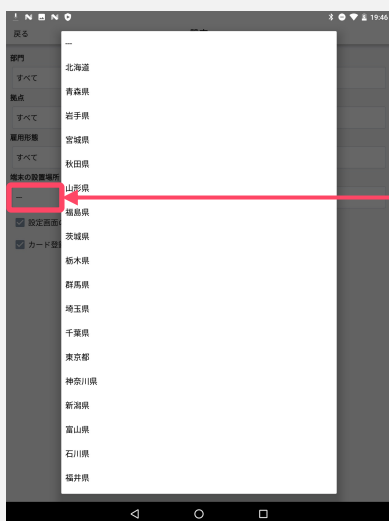 19:46
戻る
部門
すべて
拠点
すべて
雇用形態
すべて
端末の設置場所
—
設定画面
カード登
—
北海道
青森県
岩手県
宮城県
秋田県
山形県
福島県
茨城県
栃木県
群馬県
埼玉県
千葉県
東京都
神奈川県
新潟県
富山県
石川県
福井県